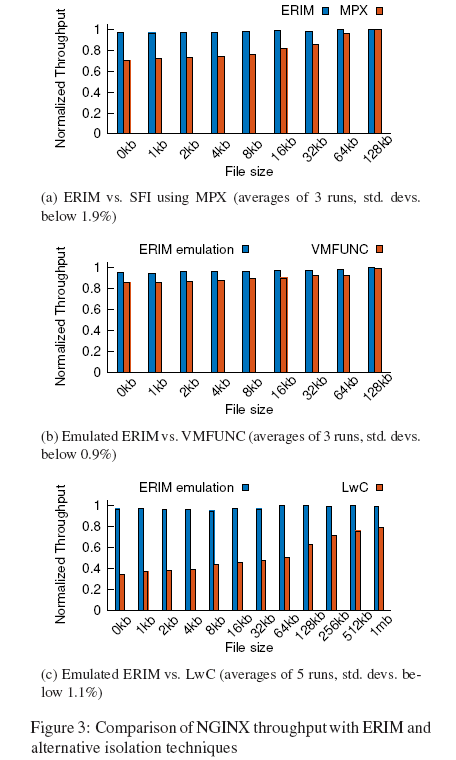 ERIM MPX
Normalized Throughput
1
0.8
0.6
0.4
0.2
0
0kb 1kb 2kb 4kb 8kb 16kb 32kb 64kb 128kb
File size
(a) ERIM vs. SFI using MPX (averages of 3 runs, std. devs.
below 1.9%)
ERIM emulation VMFUNC
Normalized Throughput
1
0.8
0.6
0.4
0.2
0
0kb 1kb 2kb 4kb 8kb 16kb 32kb 64kb 128kb
File size
(b) Emulated ERIM vs. VMFUNC (averages of 3 runs, std. devs.
below 0.9%)
ERIM emulation LwC
Normalized Throughput
1
0.8
0.6
0.4
0.2
0
0kb 1kb 2kb 4kb 8kb 16kb 32kb 64kb 128kb 256kb 512kb 1mb
File size
(c) Emulated ERIM vs. LwC (averages of 5 runs, std. devs. be-
low 1.1%)
Figure 3: Comparison of NGINX throughput with ERIM and
alternative isolation techniques